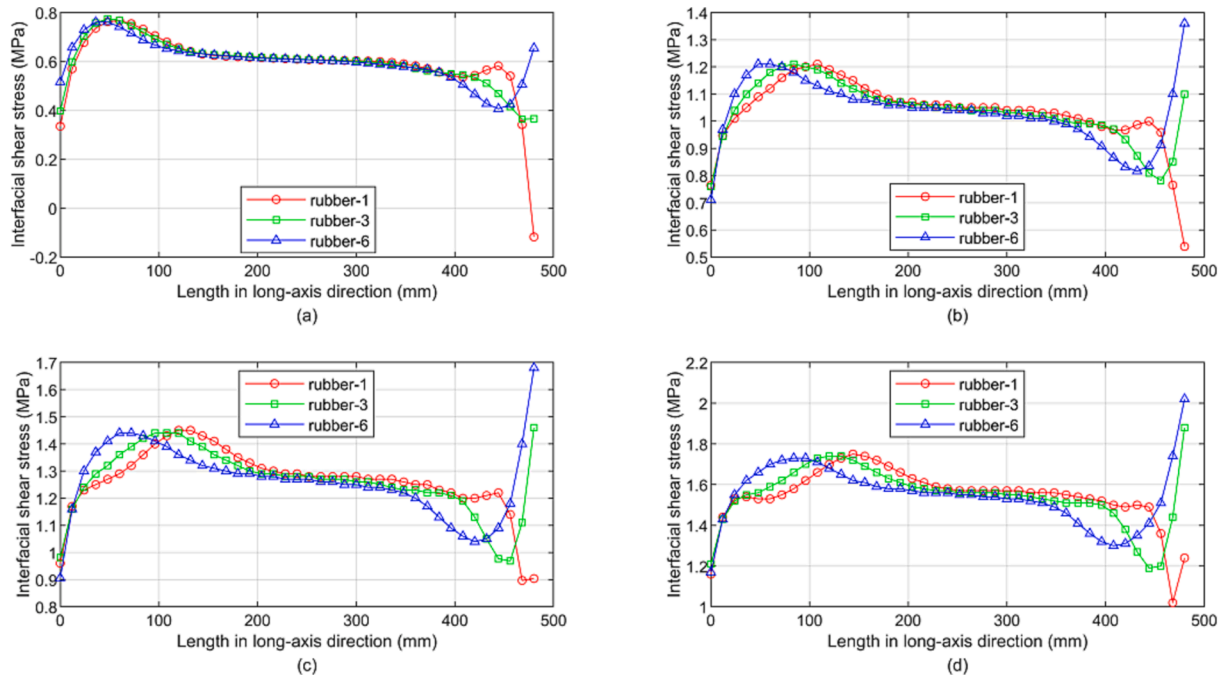 Interfacial shear stress (MPa)
0.8
0.6
0.4
0.2
0
-0.2
rubber-1
rubber-3
rubber-6
0 100 200 300 400 500
Length in long-axis direction (mm)
(a)
Interfacial shear stress (MPa)
1.4
1.3
1.2
1.1
1
0.9
0.8
0.7
0.6
0.5
rubber-1
rubber-3
rubber-6
0 100 200 300 400 500
Length in long-axis direction (mm)
(b)
Interfacial shear stress (MPa)
1.7
1.6
1.5
1.4
1.3
1.2
1.1
1
0.9
0.8
rubber-1
rubber-3
rubber-6
0 100 200 300 400 500
Length in long-axis direction (mm)
(c)
Interfacial shear stress (MPa)
2.2
2
1.8
1.6
1.4
1.2
1
rubber-1
rubber-3
rubber-6
0 100 200 300 400 500
Length in long-axis direction (mm)
(d)